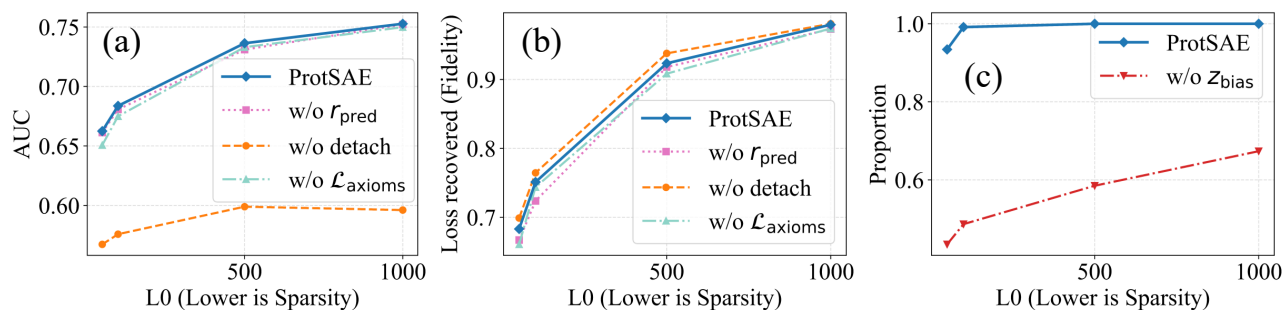 (a)
AUC
0.75
0.70
0.65
0.60
ProtSAE
w/o r_pred
w/o detach
w/o ℒ_axioms
500
1000
L0 (Lower is Sparsity)
(b)
Loss recovered (Fidelity)
0.9
0.8
0.7
ProtSAE
w/o r_pred
w/o detach
w/o ℒ_axioms
500
1000
L0 (Lower is Sparsity)
(c)
Proportion
1.0
0.8
0.6
ProtSAE
w/o z_bias
500
1000
L0 (Lower is Sparsity)